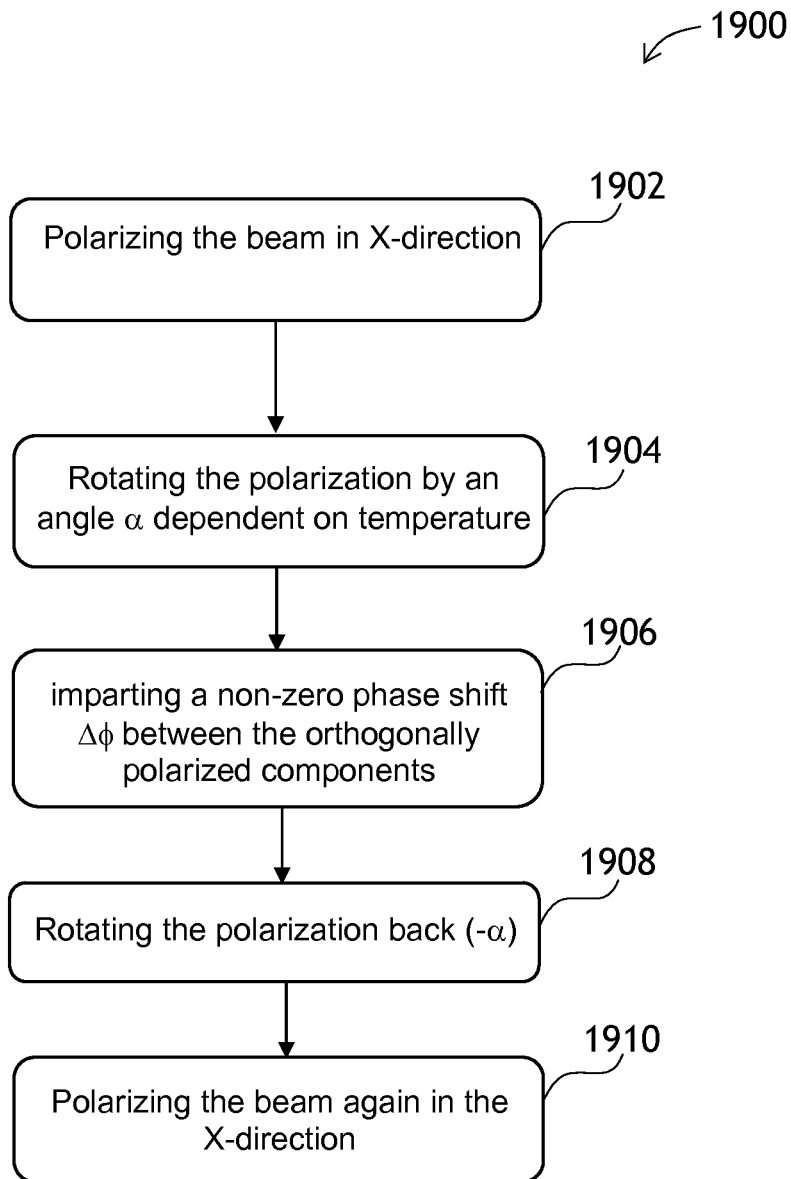 1900
1902
Polarizing the beam in X-direction
1904
Rotating the polarization by an
angle α dependent on temperature
1906
imparting a non-zero phase shift
Δϕ between the orthogonally
polarized components
1908
Rotating the polarization back (-α)
1910
Polarizing the beam again in the
X-direction